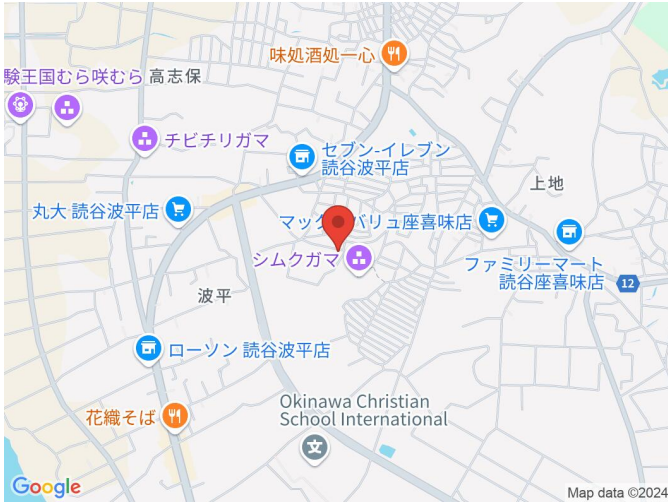 味処酒処一心
験王国むら咲むら
高志保
チビチリガマ
セブン-イレブン
読谷波平店
丸大 読谷波平店
マックスバリュ座喜味店
上地
シムクガマ
ファミリーマート
読谷座喜味店
12
波平
ローソン 読谷波平店
Okinawa Christian
School International
花織そば
文
Google
Map data ©2024